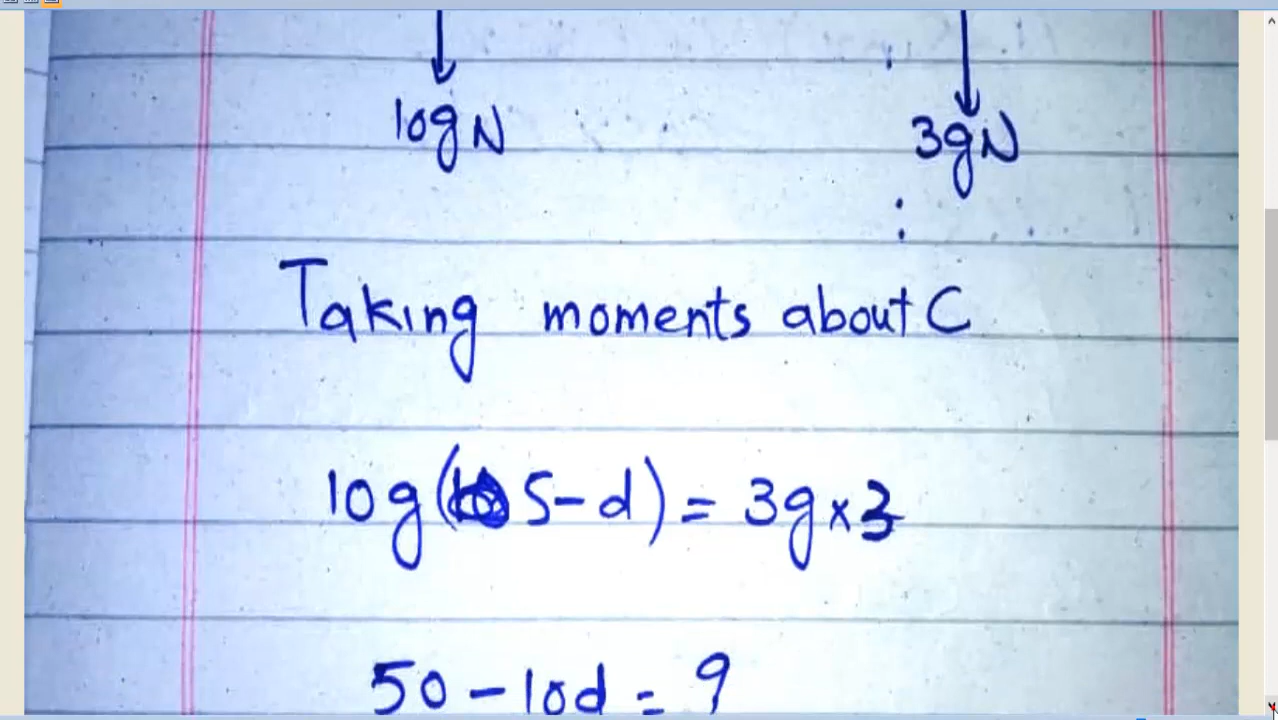 10gN 3gN
Taking moments about C
10g(5-d) = 3g×3
50 - 10d = 9